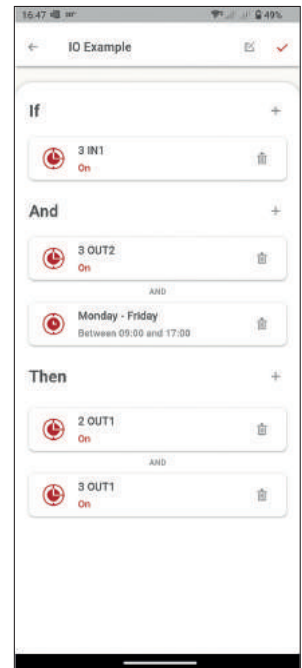 16:47
49%
IO Example
If
3 IN1
On
And
3 OUT2
On
AND
Monday - Friday
Between 09:00 and 17:00
Then
2 OUT1
On
AND
3 OUT1
On